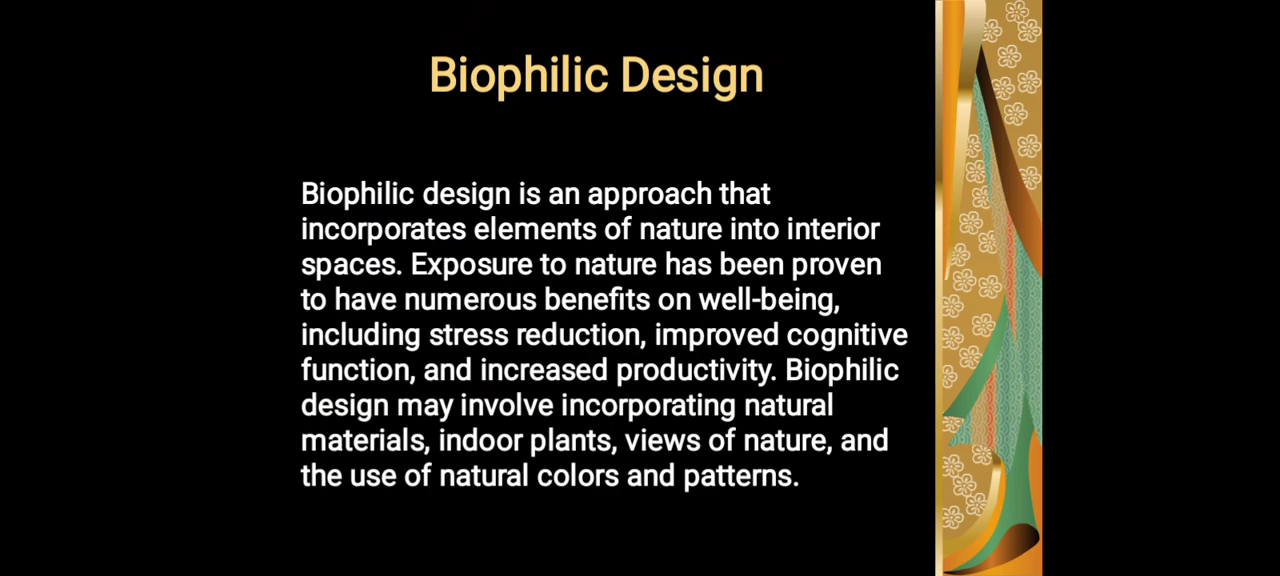 Biophilic Design
Biophilic design is an approach that
incorporates elements of nature into interior
spaces. Exposure to nature has been proven
to have numerous benefits on well-being,
including stress reduction, improved cognitive
function, and increased productivity. Biophilic
design may involve incorporating natural
materials, indoor plants, views of nature, and
the use of natural colors and patterns.